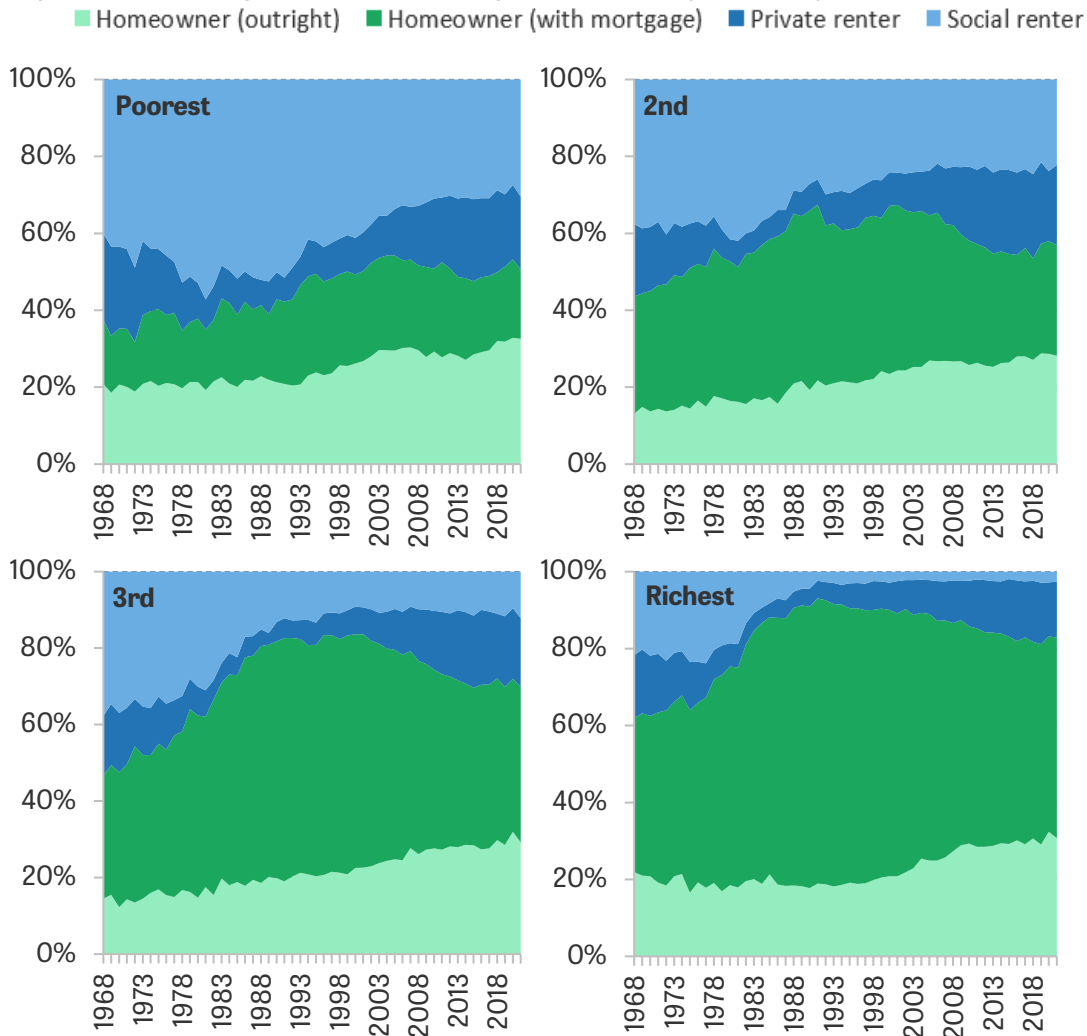 Homeowner (outright) Homeowner (with mortgage) Private renter Social renter
100% 80% 60% 40% 20% 0%
Poorest
1968 1973 1978 1983 1988 1993 1998 2003 2008 2013 2018
100% 80% 60% 40% 20% 0%
2nd
1968 1973 1978 1983 1988 1993 1998 2003 2008 2013 2018
100% 80% 60% 40% 20% 0%
3rd
1968 1973 1978 1983 1988 1993 1998 2003 2008 2013 2018
100% 80% 60% 40% 20% 0%
Richest
1968 1973 1978 1983 1988 1993 1998 2003 2008 2013 2018